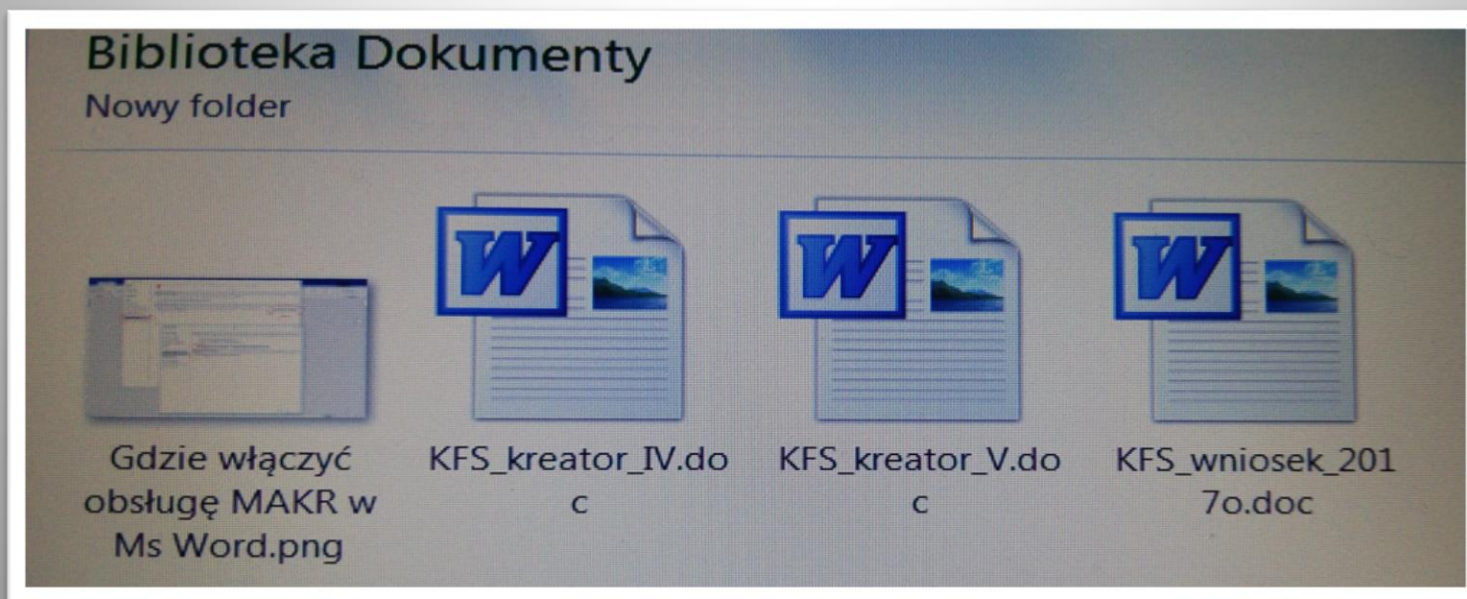 Biblioteka Dokumenty
Nowy folder
Gdzie włączyć
obsługę MAKR w
Ms Word.png
KFS_kreator_IV.do
c
KFS_kreator_V.do
c
KFS_wniosek_201
7o.doc